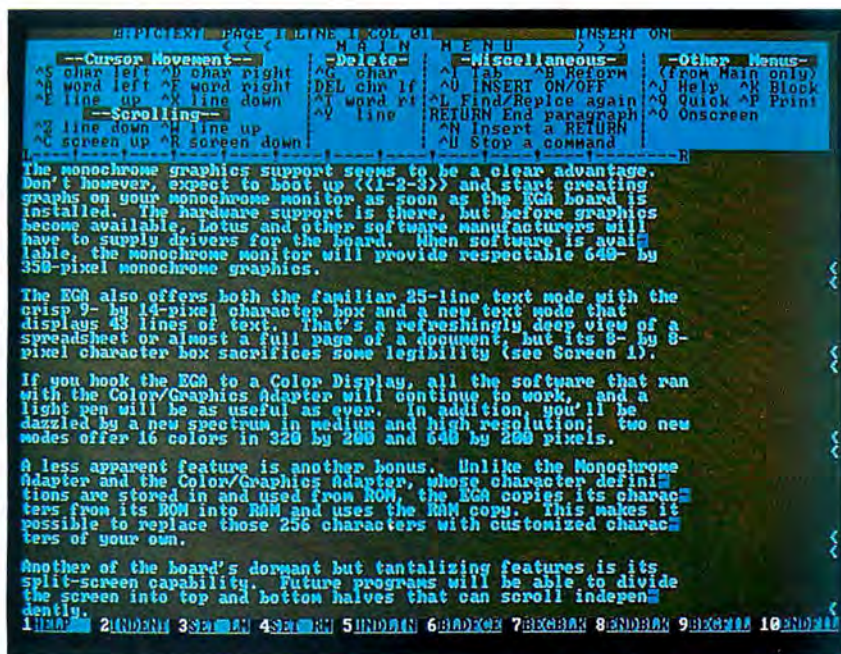 B:PICTEXT PAGE 1 LINE 1 COL 01 INSERT ON
< < < M A I N M E N U > > >
--Cursor Movement-- -Delete- -Miscellaneous- -Other Menus-
^S char left ^D char right ^G char ^I Tab ^B Reform (from Main only)
^A word left ^F word right DEL chr lf ^V INSERT ON/OFF ^J Help ^K Block
^E line up ^X line down ^T word rt ^L Find/Replce again ^Q Quick ^P Print
--Scrolling-- ^Y line RETURN End paragraph ^O Onscreen
^Z line down ^W line up ^N Insert a RETURN
^C screen up ^R screen down ^U Stop a command
L----!----!----!----!----!----!----!----!----!----!--------R
The monochrome graphics support seems to be a clear advantage.
Don't however, expect to boot up <<1-2-3>> and start creating
graphs on your monochrome monitor as soon as the EGA board is
installed. The hardware support is there, but before graphics
become available, Lotus and other software manufacturers will
have to supply drivers for the board. When software is avai-
lable, the monochrome monitor will provide respectable 640- by
350-pixel monochrome graphics. <
<
The EGA also offers both the familiar 25-line text mode with the
crisp 9- by 14-pixel character box and a new text mode that
displays 43 lines of text. That's a refreshingly deep view of a
spreadsheet or almost a full page of a document, but its 8- by 8-
pixel character box sacrifices some legibility (see Screen 1). <
<
If you hook the EGA to a Color Display, all the software that ran
with the Color/Graphics Adapter will continue to work, and a
light pen will be as useful as ever. In addition, you'll be
dazzled by a new spectrum in medium and high resolution; two new
modes offer 16 colors in 320 by 200 and 640 by 200 pixels. <
<
A less apparent feature is another bonus. Unlike the Monochrome
Adapter and the Color/Graphics Adapter, whose character defini-
tions are stored in and used from ROM, the EGA copies its charac-
ters from its ROM into RAM and uses the RAM copy. This makes it
possible to replace those 256 characters with customized charac-
ters of your own. <
<
Another of the board's dormant but tantalizing features is its
split-screen capability. Future programs will be able to divide
the screen into top and bottom halves that can scroll indepen-
dently. <
1HELP 2INDENT 3SET LM 4SET RM 5UNDLIN 6BLDFCE 7BEGBLK 8ENDBLK 9BEGFIL 10ENDFIL